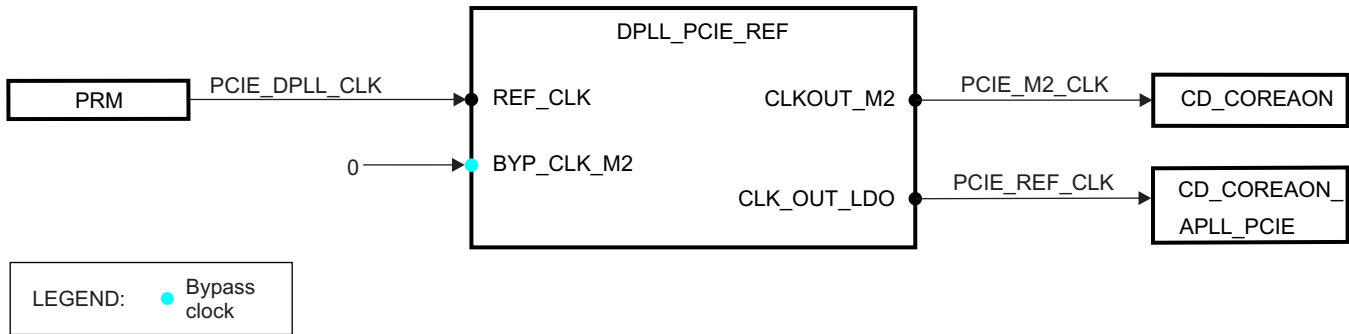 DPLL_PCIE_REF
PRM
PCIE_DPLL_CLK
REF_CLK
CLKOUT_M2
PCIE_M2_CLK
CD_COREAON
0
BYP_CLK_M2
CLK_OUT_LDO
PCIE_REF_CLK
CD_COREAON_
APLL_PCIE
LEGEND:
Bypass
clock